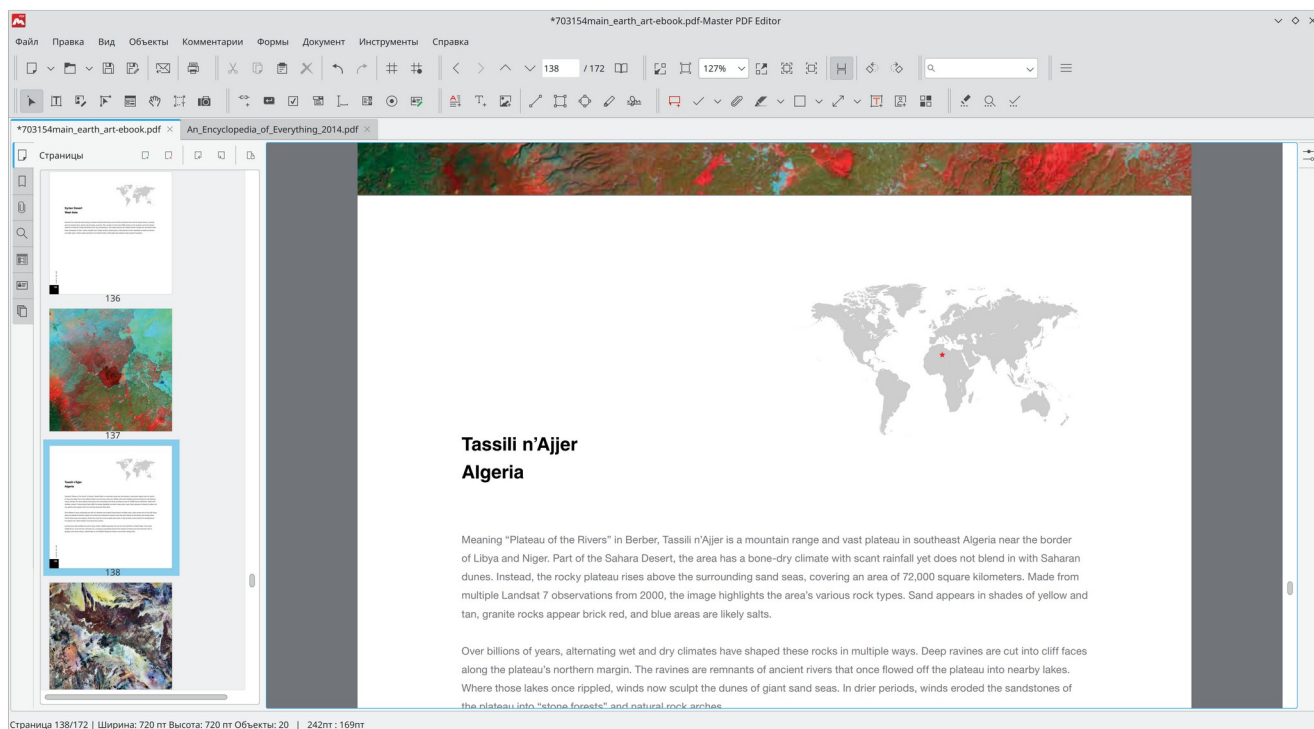 *703154main_earth_art-ebook.pdf-Master PDF Editor
Файл Правка Вид Объекты Комментарии Формы Документ Инструменты Справка
138 / 172 127%
*703154main_earth_art-ebook.pdf An_Encyclopedia_of_Everything_2014.pdf
Страницы
136
137
138
Tassili n’Ajjer
Algeria
Meaning “Plateau of the Rivers” in Berber, Tassili n’Ajjer is a mountain range and vast plateau in southeast Algeria near the border
of Libya and Niger. Part of the Sahara Desert, the area has a bone-dry climate with scant rainfall yet does not blend in with Saharan
dunes. Instead, the rocky plateau rises above the surrounding sand seas, covering an area of 72,000 square kilometers. Made from
multiple Landsat 7 observations from 2000, the image highlights the area’s various rock types. Sand appears in shades of yellow and
tan, granite rocks appear brick red, and blue areas are likely salts.
Over billions of years, alternating wet and dry climates have shaped these rocks in multiple ways. Deep ravines are cut into cliff faces
along the plateau’s northern margin. The ravines are remnants of ancient rivers that once flowed off the plateau into nearby lakes.
Where those lakes once rippled, winds now sculpt the dunes of giant sand seas. In drier periods, winds eroded the sandstones of
the plateau into “stone forests” and natural rock arches.
Страница 138/172 | Ширина: 720 пт Высота: 720 пт Объекты: 20 | 242пт : 169пт